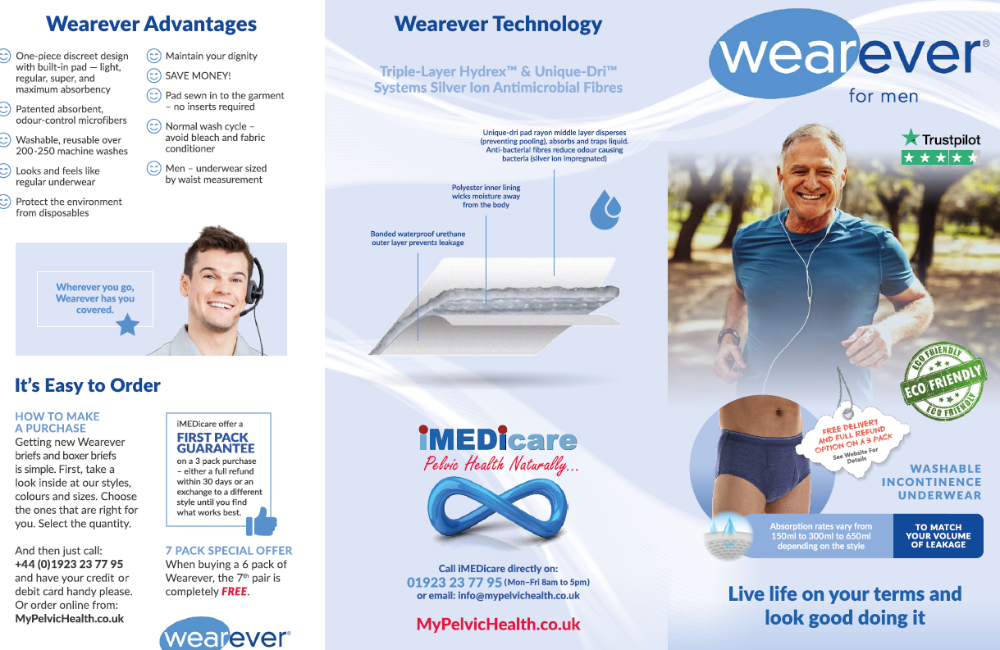 Wearever Advantages
One-piece discreet design
with built-in pad — light,
regular, super, and
maximum absorbency
Patented absorbent,
odour-control microfibers
Washable, reusable over
200-250 machine washes
Looks and feels like
regular underwear
Protect the environment
from disposables
Maintain your dignity
SAVE MONEY!
Pad sewn in to the garment
– no inserts required
Normal wash cycle –
avoid bleach and fabric
conditioner
Men – underwear sized
by waist measurement
Wherever you go,
Wearever has you
covered.
It's Easy to Order
HOW TO MAKE
A PURCHASE
Getting new Wearever
briefs and boxer briefs
is simple. First, take a
look inside at our styles,
colours and sizes. Choose
the ones that are right for
you. Select the quantity.
And then just call:
+44 (0)1923 23 77 95
and have your credit or
debit card handy please.
Or order online from:
MyPelvicHealth.co.uk
iMEDicare offer a
FIRST PACK
GUARANTEE
on a 3 pack purchase
– either a full refund
within 30 days or an
exchange to a different
style until you find
what works best.
7 PACK SPECIAL OFFER
When buying a 6 pack of
Wearever, the 7th pair is
completely FREE.
wearever®
Wearever Technology
Triple-Layer Hydrex™ & Unique-Dri™
Systems Silver Ion Antimicrobial Fibres
Unique-dri pad rayon middle layer disperses
(preventing pooling), absorbs and traps liquid.
Anti-bacterial fibres reduce odour causing
bacteria (silver ion impregnated)
Polyester inner lining
wicks moisture away
from the body
Bonded waterproof urethane
outer layer prevents leakage
iMEDicare
Pelvic Health Naturally...
Call iMEDicare directly on:
01923 23 77 95 (Mon–Fri 8am to 5pm)
or email: info@mypelvichealth.co.uk
MyPelvicHealth.co.uk
wearever®
for men
Trustpilot
ECO FRIENDLY
ECO FRIENDLY
ECO FRIENDLY
FREE DELIVERY
AND FULL REFUND
OPTION ON A 3 PACK
See Website For
Details
WASHABLE
INCONTINENCE
UNDERWEAR
Absorption rates vary from
150ml to 300ml to 650ml
depending on the style
TO MATCH
YOUR VOLUME
OF LEAKAGE
Live life on your terms and
look good doing it